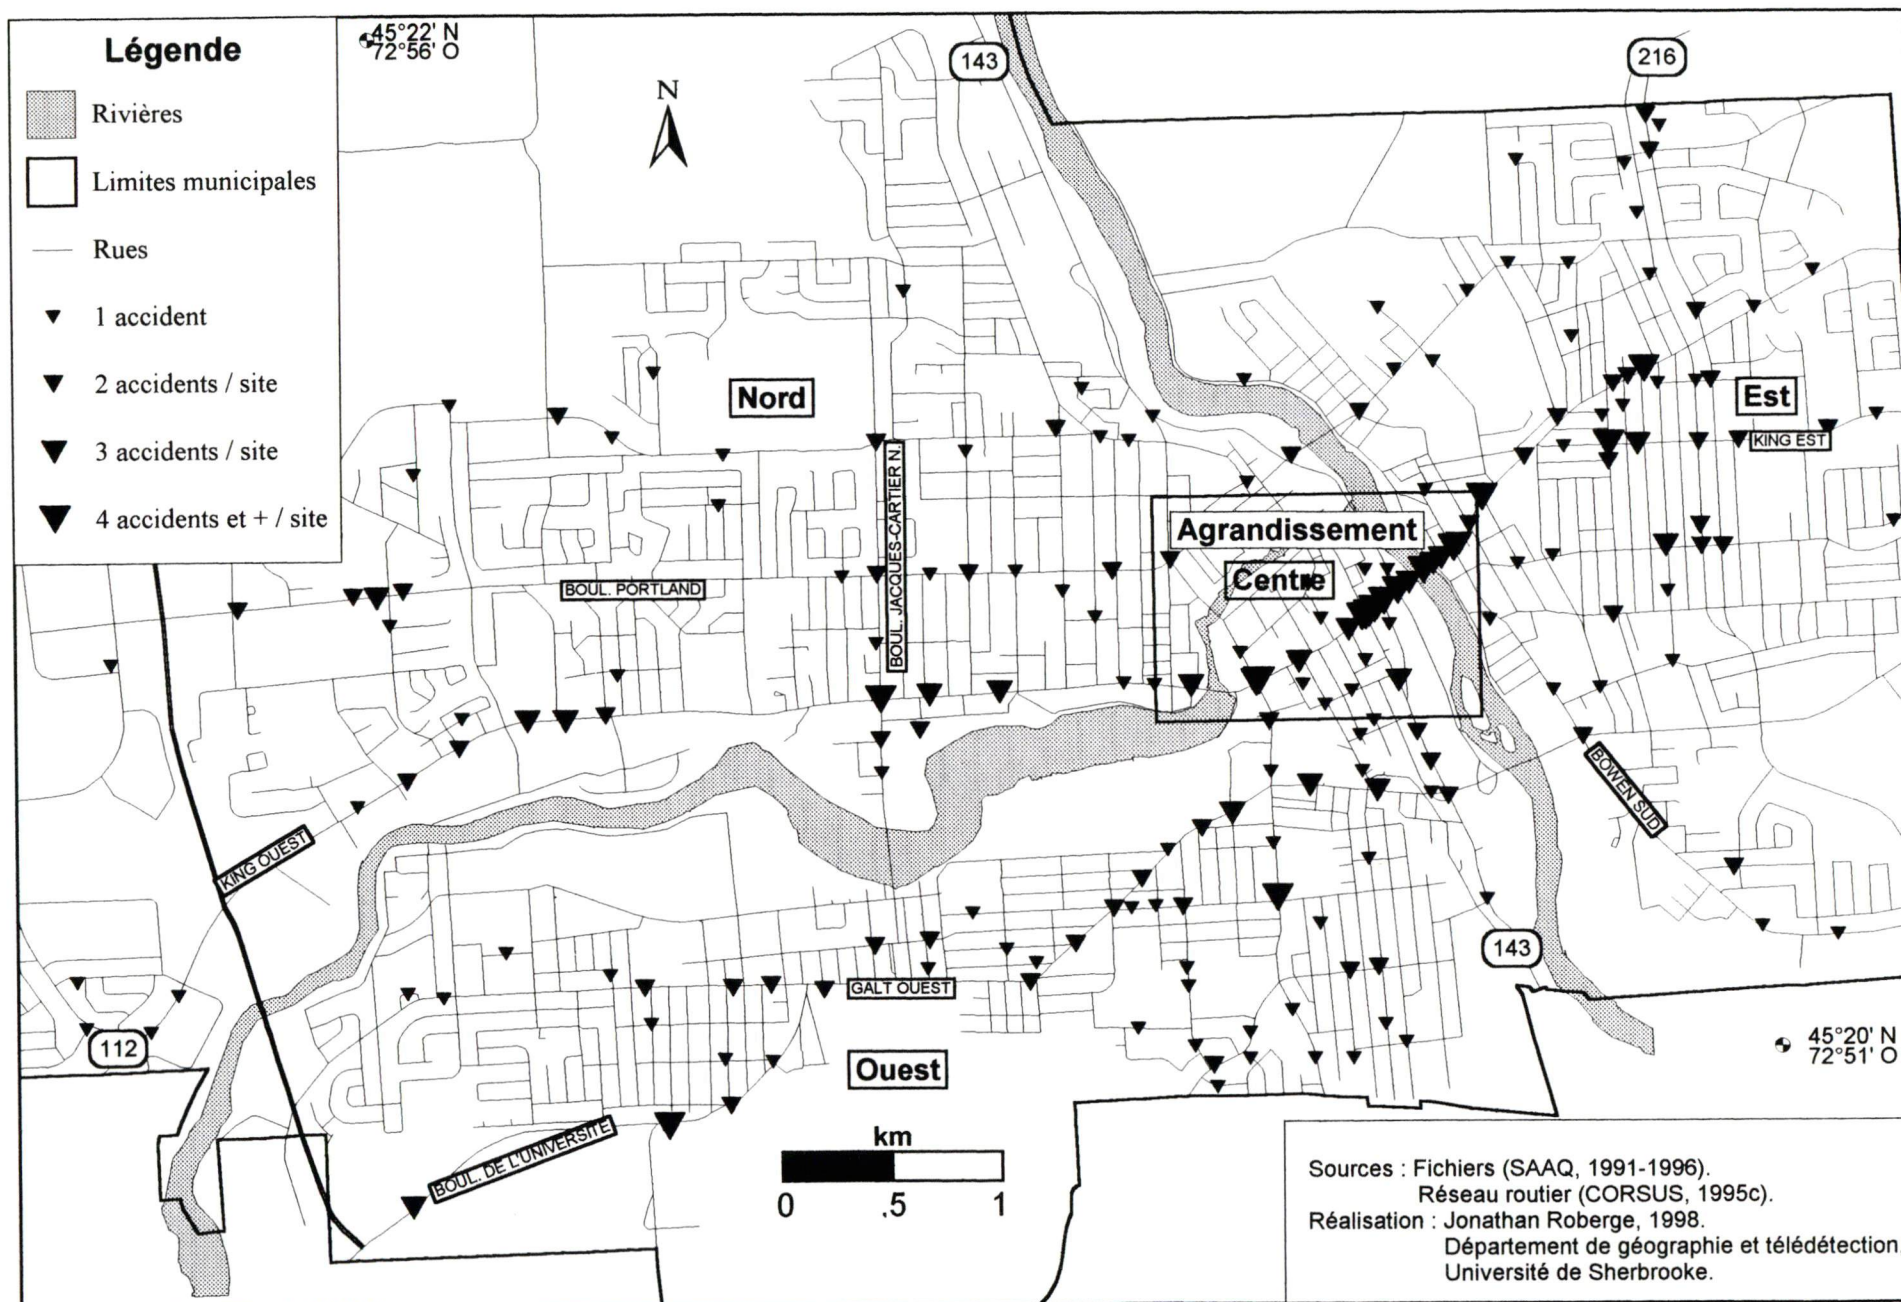 Légende
Rivières
Limites municipales
Rues
1 accident
2 accidents / site
3 accidents / site
4 accidents et + / site
45°22' N
72°56' O
N
143
216
Nord
Est
KING EST
BOUL. JACQUES-CARTIER N.
Agrandissement
Centre
BOUL. PORTLAND
KING OUEST
BOWEN SUD
143
GALT OUEST
112
Ouest
45°20' N
72°51' O
BOUL. DE L'UNIVERSITÉ
km
0 .5 1
Sources : Fichiers (SAAQ, 1991-1996).
Réseau routier (CORSUS, 1995c).
Réalisation : Jonathan Roberge, 1998.
Département de géographie et télédétection.
Université de Sherbrooke.